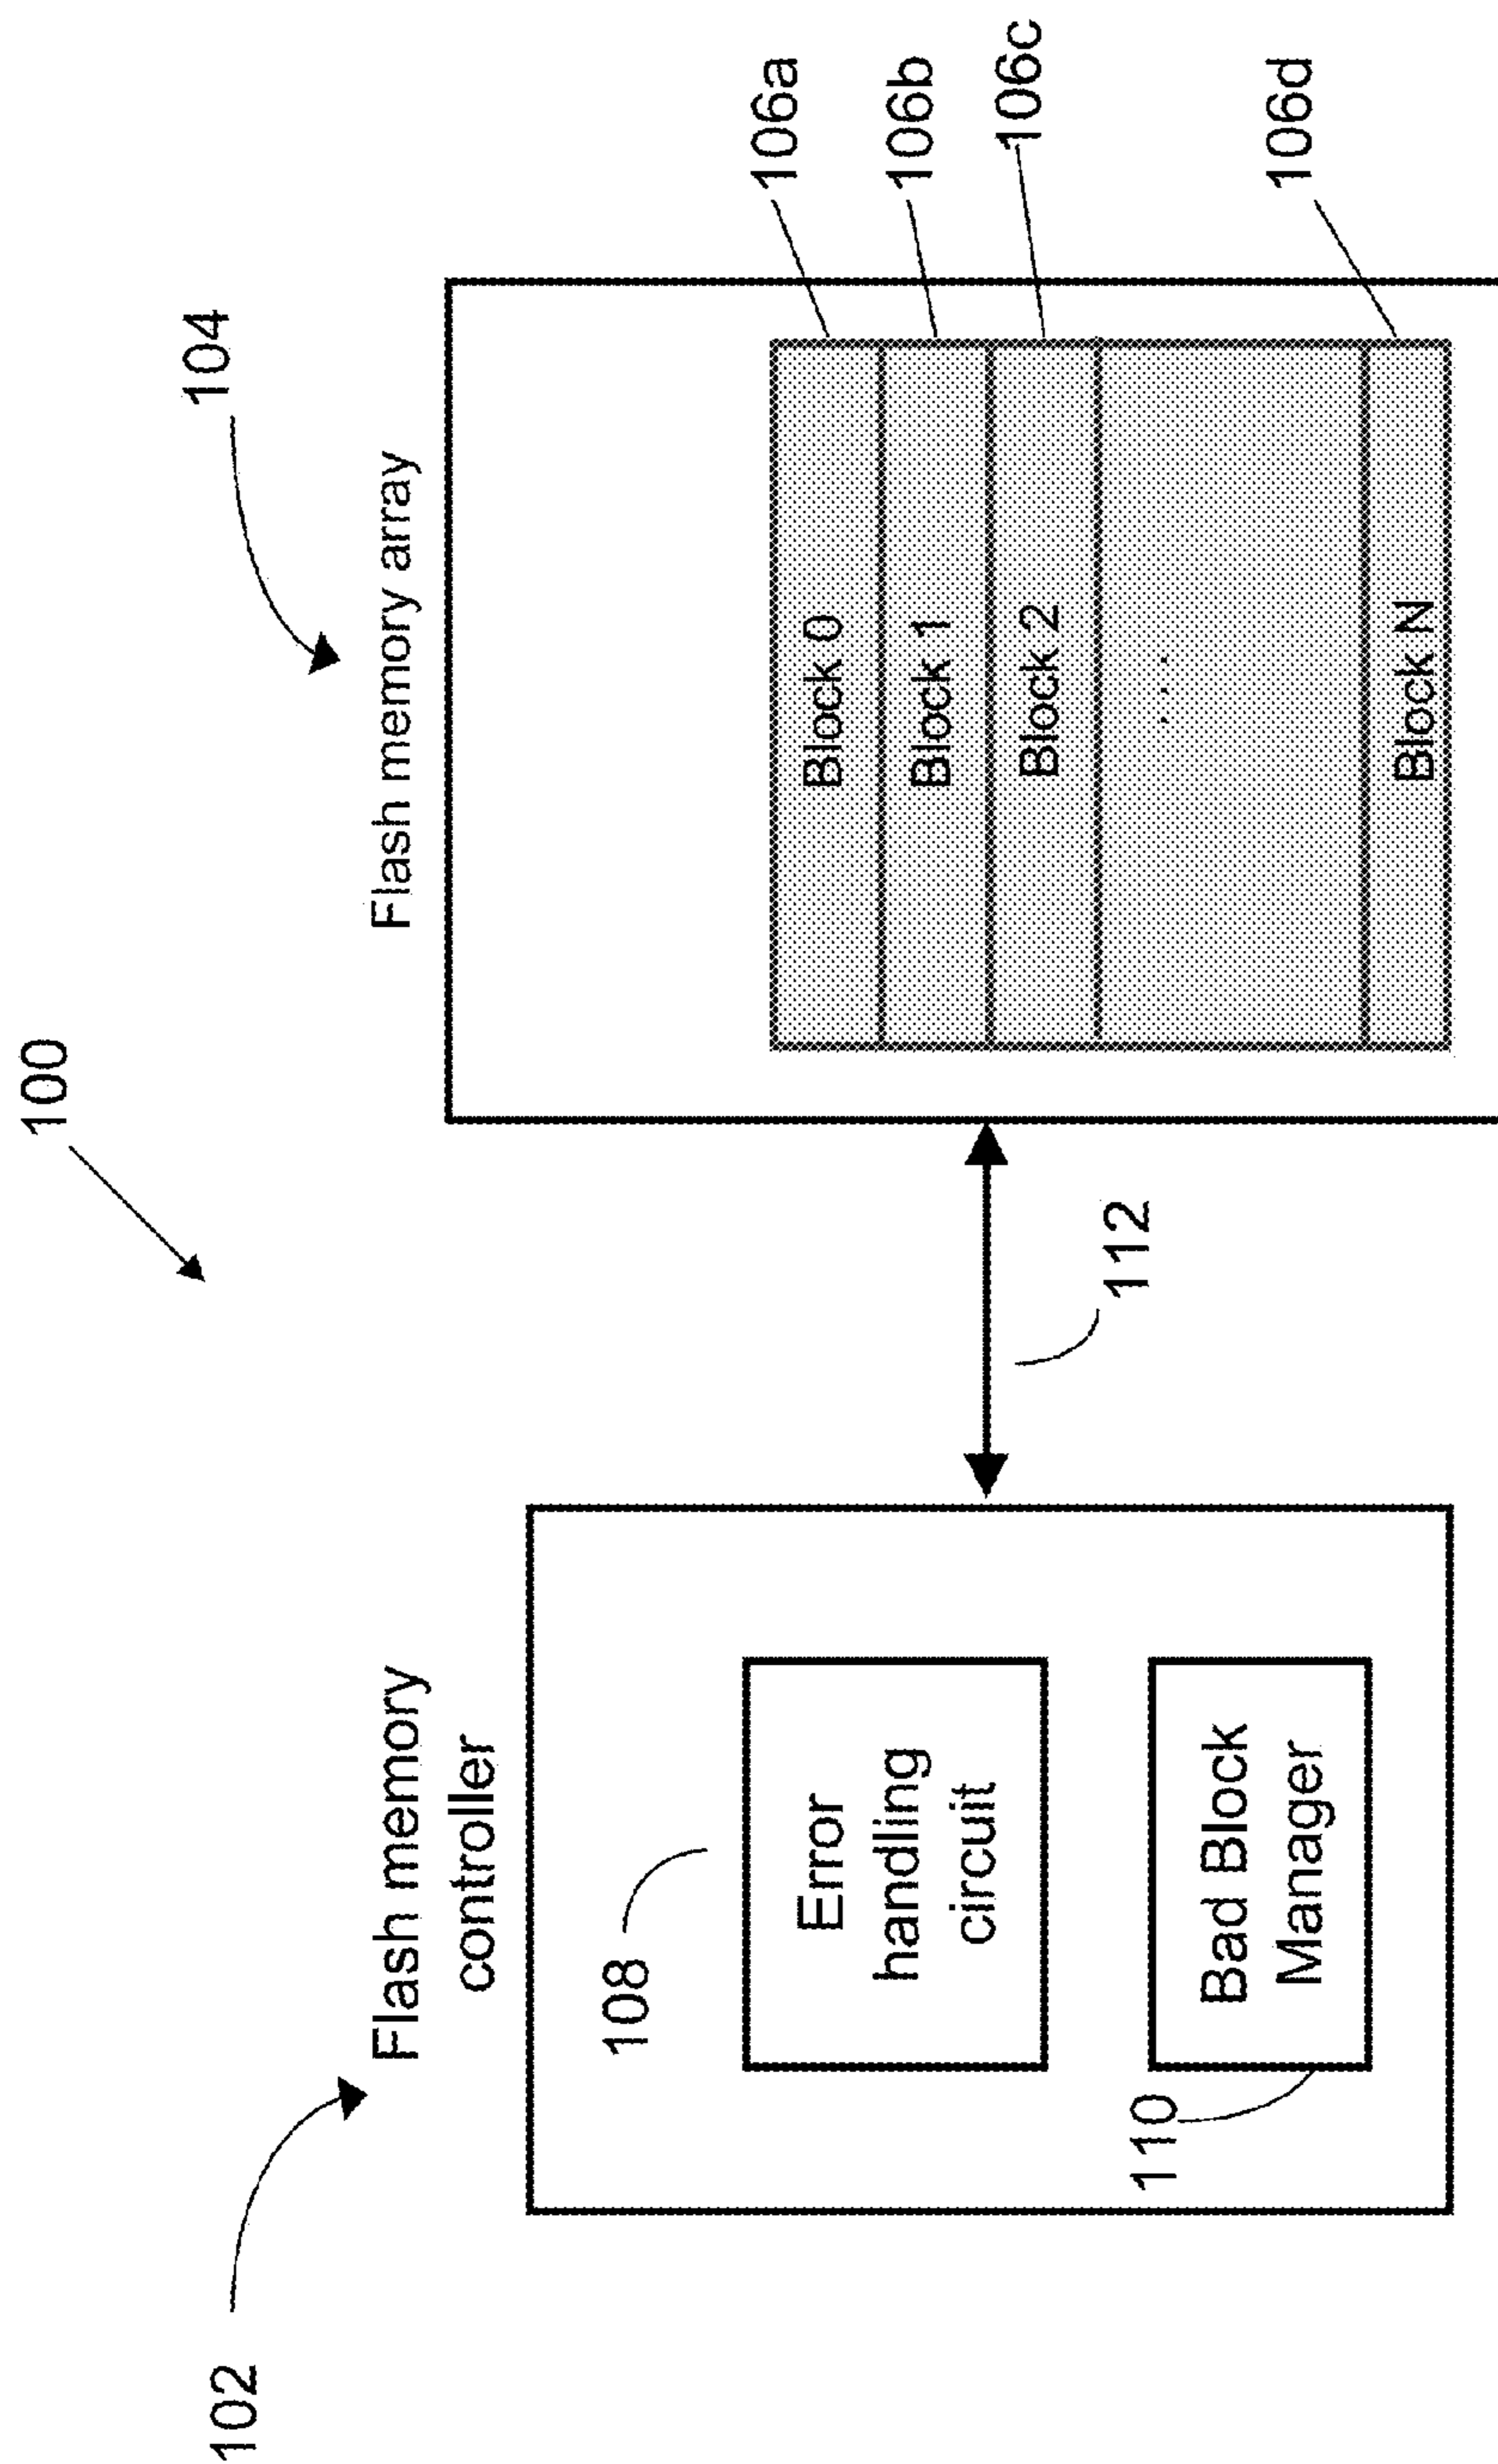 100
102
Flash memory
controller
108
Error
handling
circuit
110
Bad Block
Manager
112
104
Flash memory array
Block 0
106a
Block 1
106b
Block 2
106c
...
Block N
106d